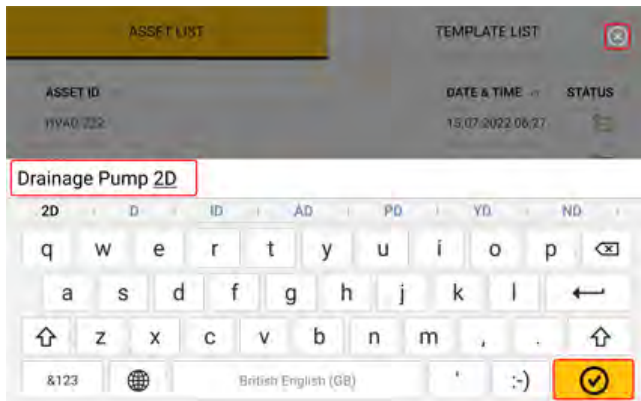 ASSET LIST TEMPLATE LIST
ASSET ID DATE & TIME STATUS
HVAD 222 15.07.2022 06:27
Drainage Pump 2D
2D D ID AD PD YD ND
q w e r t y u i o p
a s d f g h j k l
z x c v b n m , .
&123 British English (GB) ' :-)